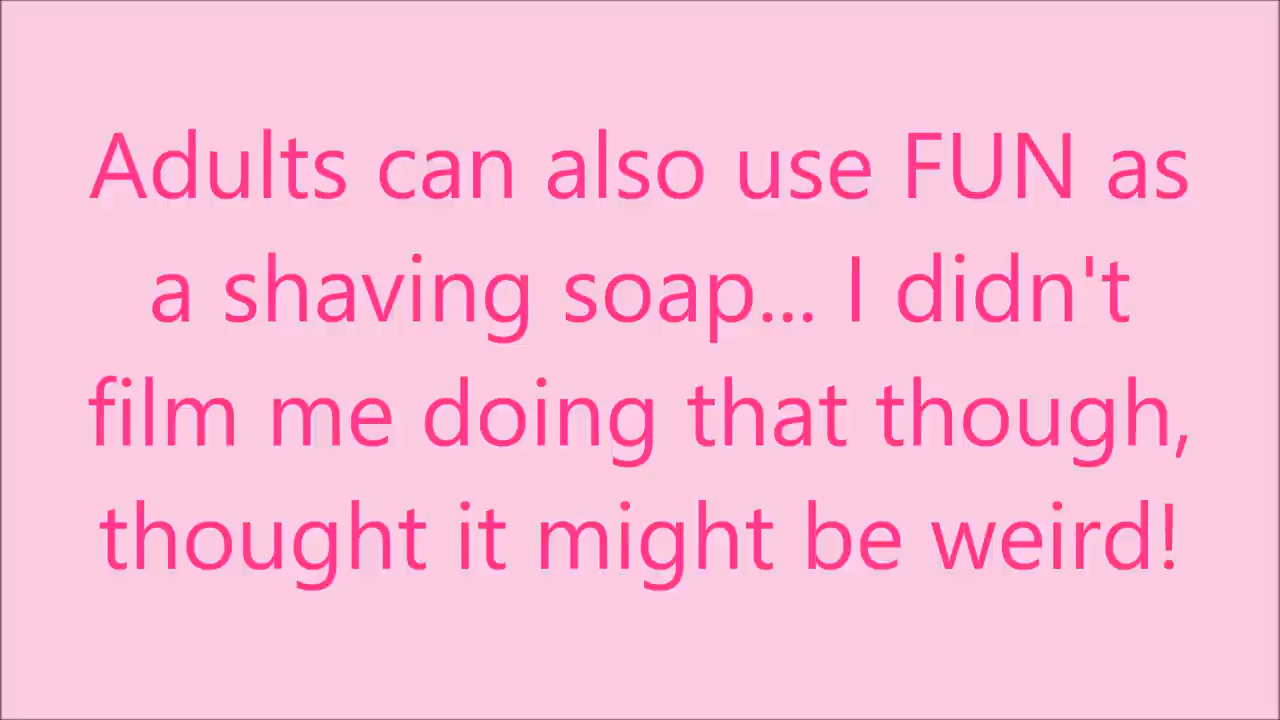 Adults can also use FUN as
a shaving soap... I didn't
film me doing that though,
thought it might be weird!